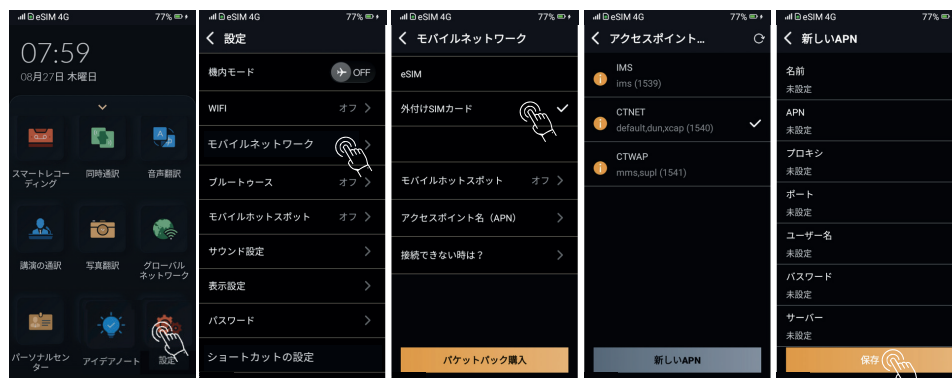 eSIM 4G 77%
07:59
08月27日 木曜日
スマートレコー
ディング
同時通訳
音声翻訳
講演の通訳
写真翻訳
グローバル
ネットワーク
パーソナルセン
ター
アイデアノート
設定
eSIM 4G 77%
設定
機内モード OFF
WIFI オフ
モバイルネットワーク
ブルートゥース オフ
モバイルホットスポット オフ
サウンド設定
表示設定
パスワード
ショートカットの設定
eSIM 4G 77%
モバイルネットワーク
eSIM
外付けSIMカード
モバイルホットスポット オフ
アクセスポイント名（APN）
接続できない時は？
パケットパック購入
eSIM 4G 77%
アクセスポイント...
IMS
ims (1539)
CTNET
default,dun,xcap (1540)
CTWAP
mms,supl (1541)
新しいAPN
eSIM 4G 77%
新しいAPN
名前
未設定
APN
未設定
プロキシ
未設定
ポート
未設定
ユーザー名
未設定
パスワード
未設定
サーバー
未設定
保存